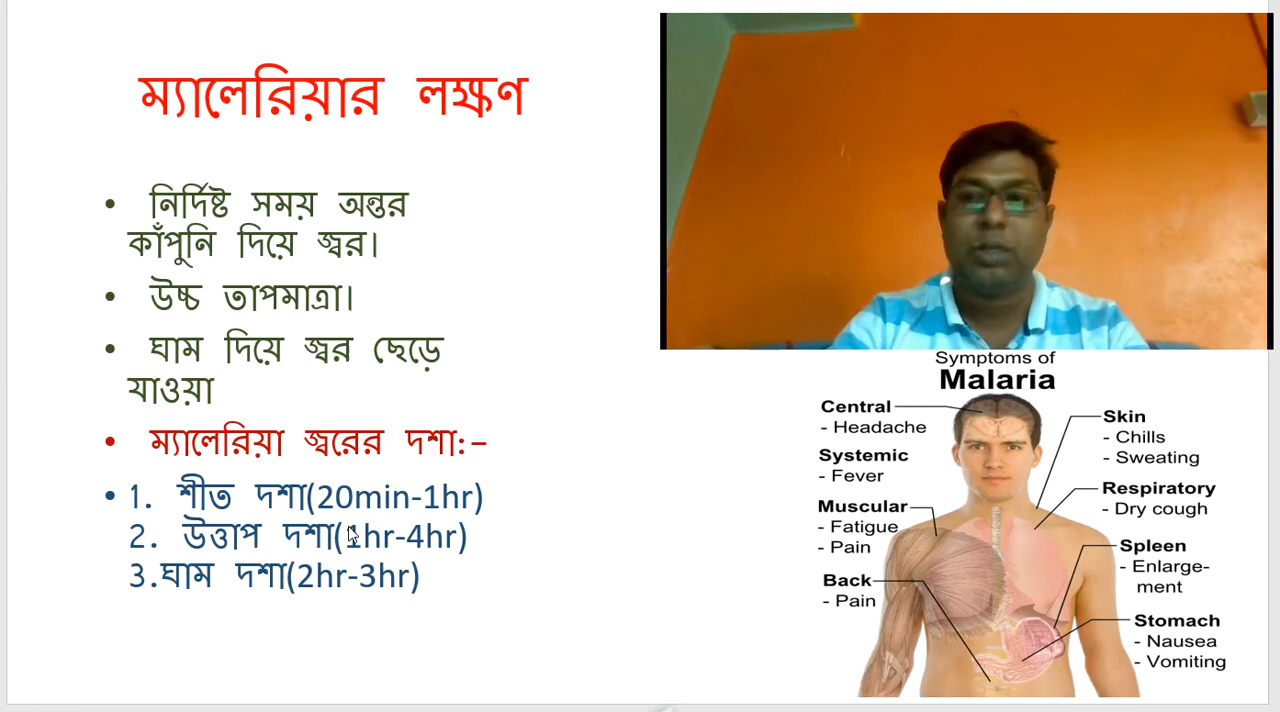 ম্যালেরিয়ার লক্ষণ
• নির্দিষ্ট সময় অন্তর
কাঁপুনি দিয়ে জ্বর।
• উচ্চ তাপমাত্রা।
• ঘাম দিয়ে জ্বর ছেড়ে
যাওয়া
• ম্যালেরিয়া জ্বরের দশা:–
• 1. শীত দশা(20min-1hr)
2. উত্তাপ দশা(1hr-4hr)
3.ঘাম দশা(2hr-3hr)
Symptoms of
Malaria
Central
- Headache
Systemic
- Fever
Muscular
- Fatigue
- Pain
Back
- Pain
Skin
- Chills
- Sweating
Respiratory
- Dry cough
Spleen
- Enlarge-
ment
Stomach
- Nausea
- Vomiting